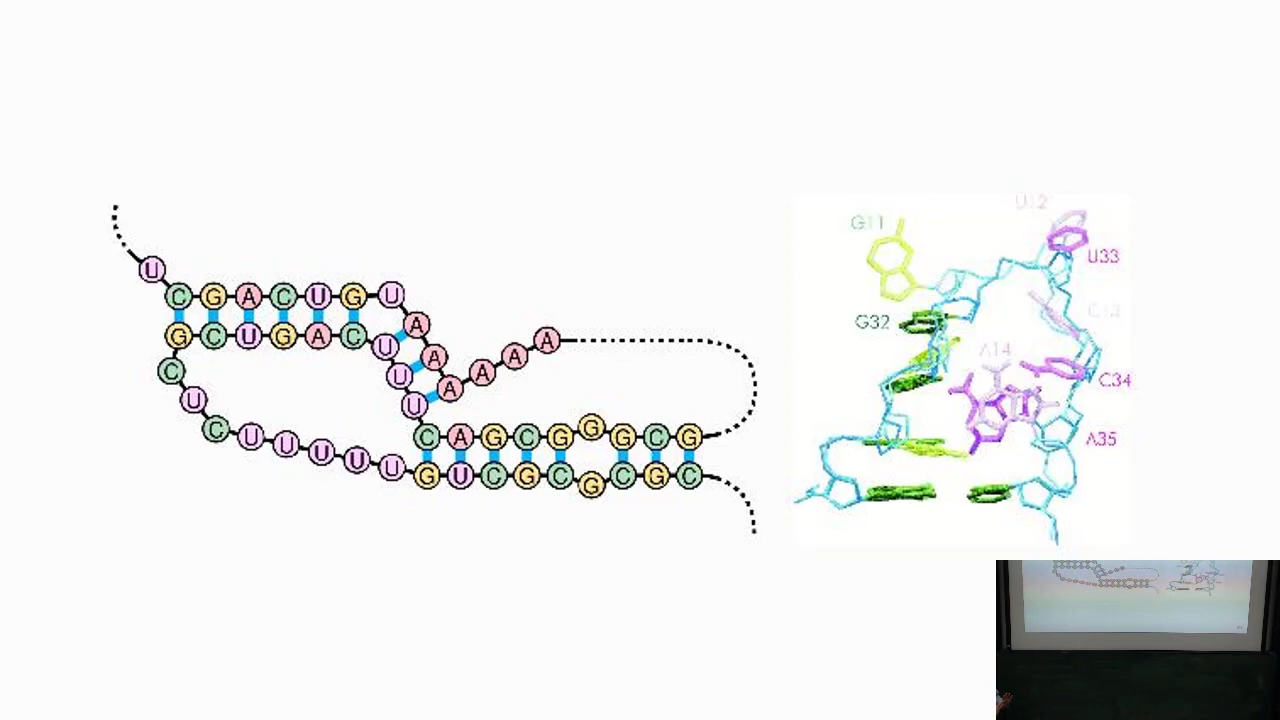 U
C G A C U G U
G C U G A C U
A
A
A A A A
U
U
C A G C G G G C G
G U C G C G C G C
C
U
C
U U U U U
G11
U12
U33
G32
C13
A14
C34
A35